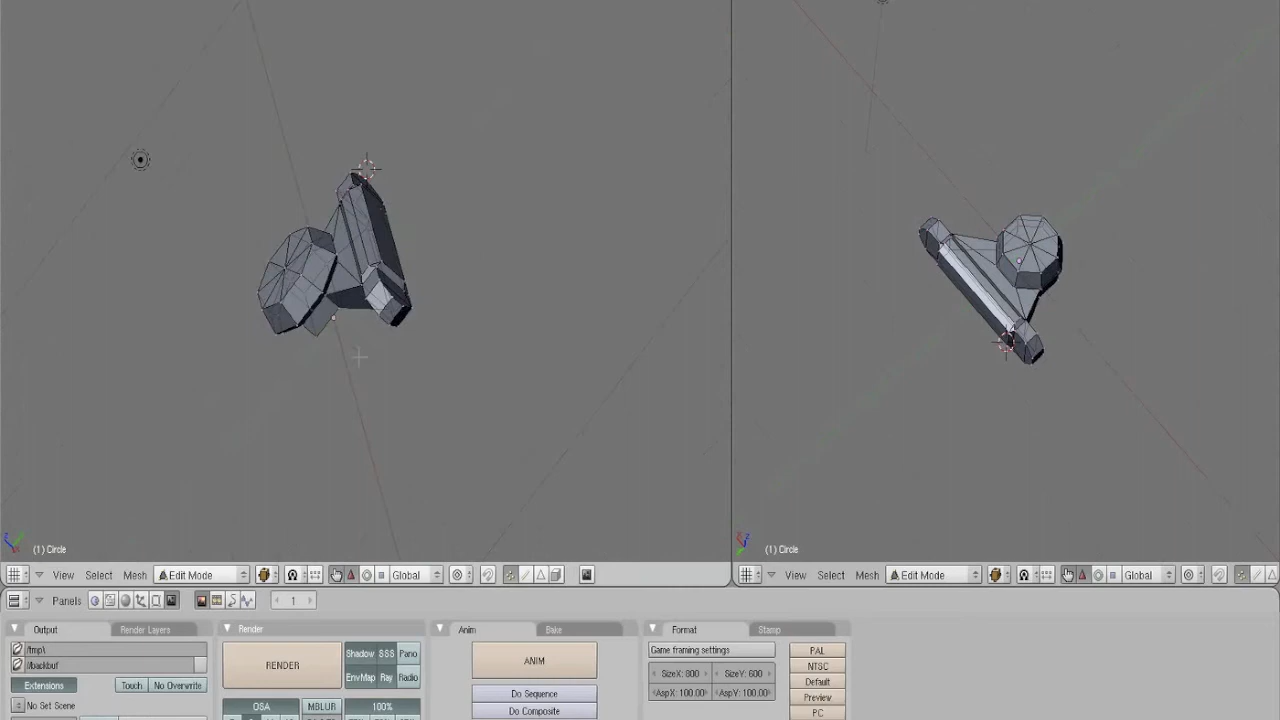 (1) Circle
(1) Circle
View Select Mesh Edit Mode Global
View Select Mesh Edit Mode Global
Panels 1
Output Render Layers Render Anim Bake Format Stamp
/tmp\
//backbuf
Extensions Touch No Overwrite
No Set Scene
RENDER
Shadow SSS Pano
EnvMap Ray Radio
OSA MBLUR 100%
ANIM
Do Sequence
Do Composite
Game framing settings
SizeX: 800 SizeY: 600
AspX: 100.00 AspY: 100.00
PAL
NTSC
Default
Preview
PC